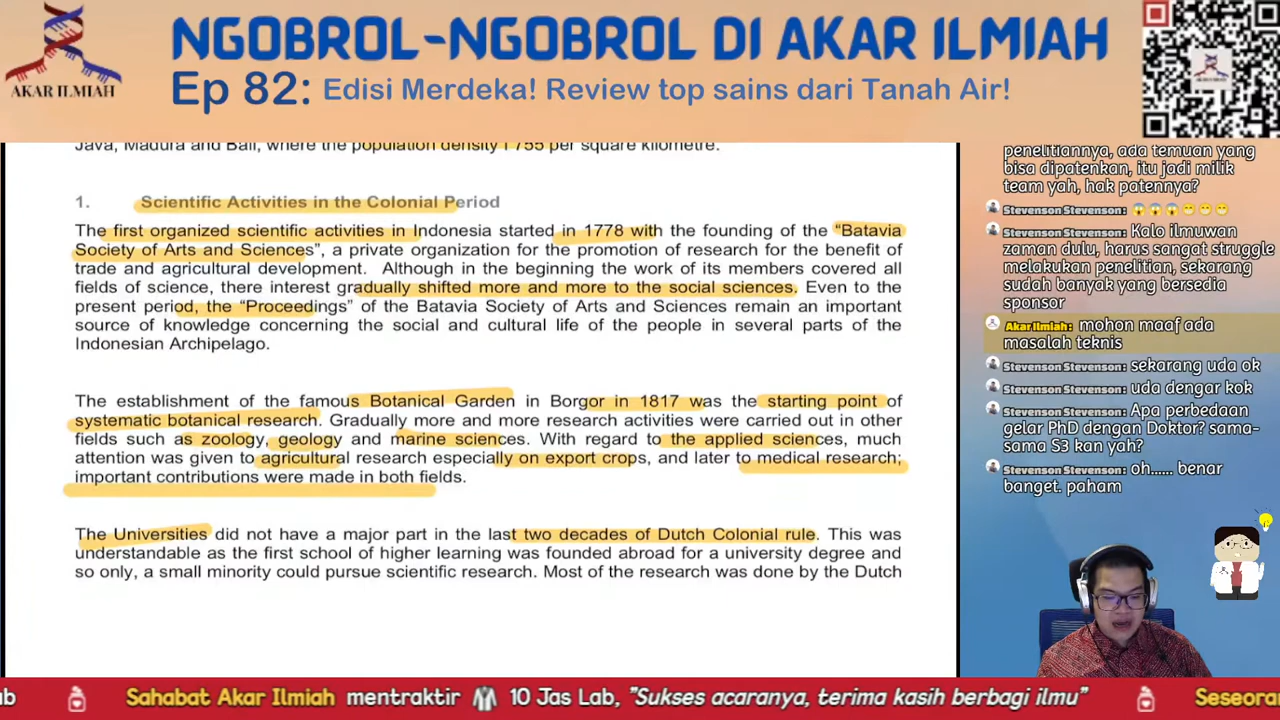 NGOBROL-NGOBROL DI AKAR ILMIAH
AKAR ILMIAH
Ep 82: Edisi Merdeka! Review top sains dari Tanah Air!
Java, Madura and Bali, where the population density 755 per square kilometre.
1. Scientific Activities in the Colonial Period
The first organized scientific activities in Indonesia started in 1778 with the founding of the “Batavia
Society of Arts and Sciences”, a private organization for the promotion of research for the benefit of
trade and agricultural development. Although in the beginning the work of its members covered all
fields of science, there interest gradually shifted more and more to the social sciences. Even to the
present period, the “Proceedings” of the Batavia Society of Arts and Sciences remain an important
source of knowledge concerning the social and cultural life of the people in several parts of the
Indonesian Archipelago.
The establishment of the famous Botanical Garden in Borgor in 1817 was the starting point of
systematic botanical research. Gradually more and more research activities were carried out in other
fields such as zoology, geology and marine sciences. With regard to the applied sciences, much
attention was given to agricultural research especially on export crops, and later to medical research;
important contributions were made in both fields.
The Universities did not have a major part in the last two decades of Dutch Colonial rule. This was
understandable as the first school of higher learning was founded abroad for a university degree and
so only, a small minority could pursue scientific research. Most of the research was done by the Dutch
penelitiannya, ada temuan yang
bisa dipatenkan, itu jadi milik
team yah, hak patennya?
Stevenson Stevenson: 😱😱😱😁😁😁
Stevenson Stevenson: Kalo ilmuwan
zaman dulu, harus sangat struggle
melakukan penelitian, sekarang
sudah banyak yang bersedia
sponsor
Akar Ilmiah: mohon maaf ada
masalah teknis
Stevenson Stevenson: sekarang uda ok
Stevenson Stevenson: uda dengar kok
Stevenson Stevenson: Apa perbedaan
gelar PhD dengan Doktor? sama-
sama S3 kan yah?
Stevenson Stevenson: oh...... benar
banget. paham
ab Sahabat Akar Ilmiah mentraktir 10 Jas Lab, "Sukses acaranya, terima kasih berbagi ilmu" Seseora